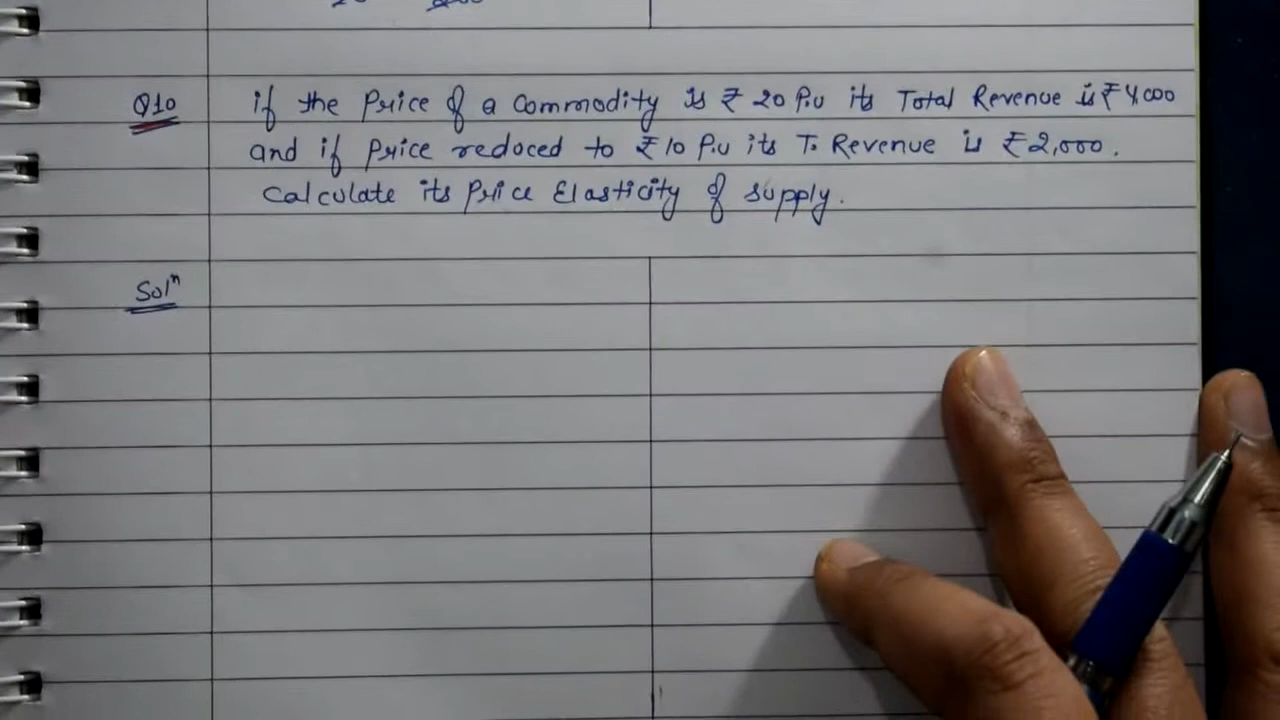 Q10 if the Price of a Commodity is ₹ 20 P.u its Total Revenue is ₹ 4000
and if Price reduced to ₹ 10 P.u its T. Revenue is ₹ 2,000.
Calculate its Price Elasticity of supply.
Solⁿ